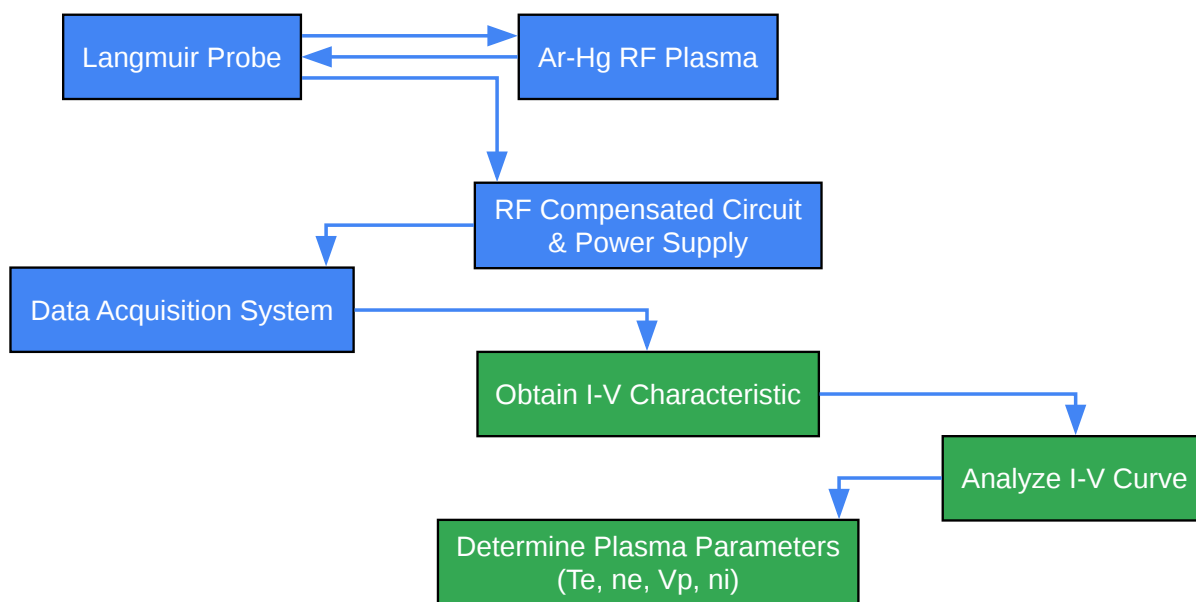 Langmuir Probe
Ar-Hg RF Plasma
RF Compensated Circuit
& Power Supply
Data Acquisition System
Obtain I-V Characteristic
Analyze I-V Curve
Determine Plasma Parameters
(Te, ne, Vp, ni)